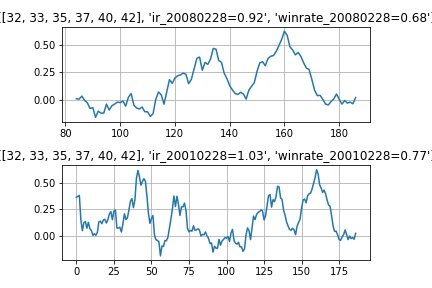 [32, 33, 35, 37, 40, 42], 'ir_20080228=0.92', 'winrate_20080228=0.68'
0.50
0.25
0.00
80 100 120 140 160 180
[32, 33, 35, 37, 40, 42], 'ir_20010228=1.03', 'winrate_20010228=0.77'
0.50
0.25
0.00
0 25 50 75 100 125 150 175